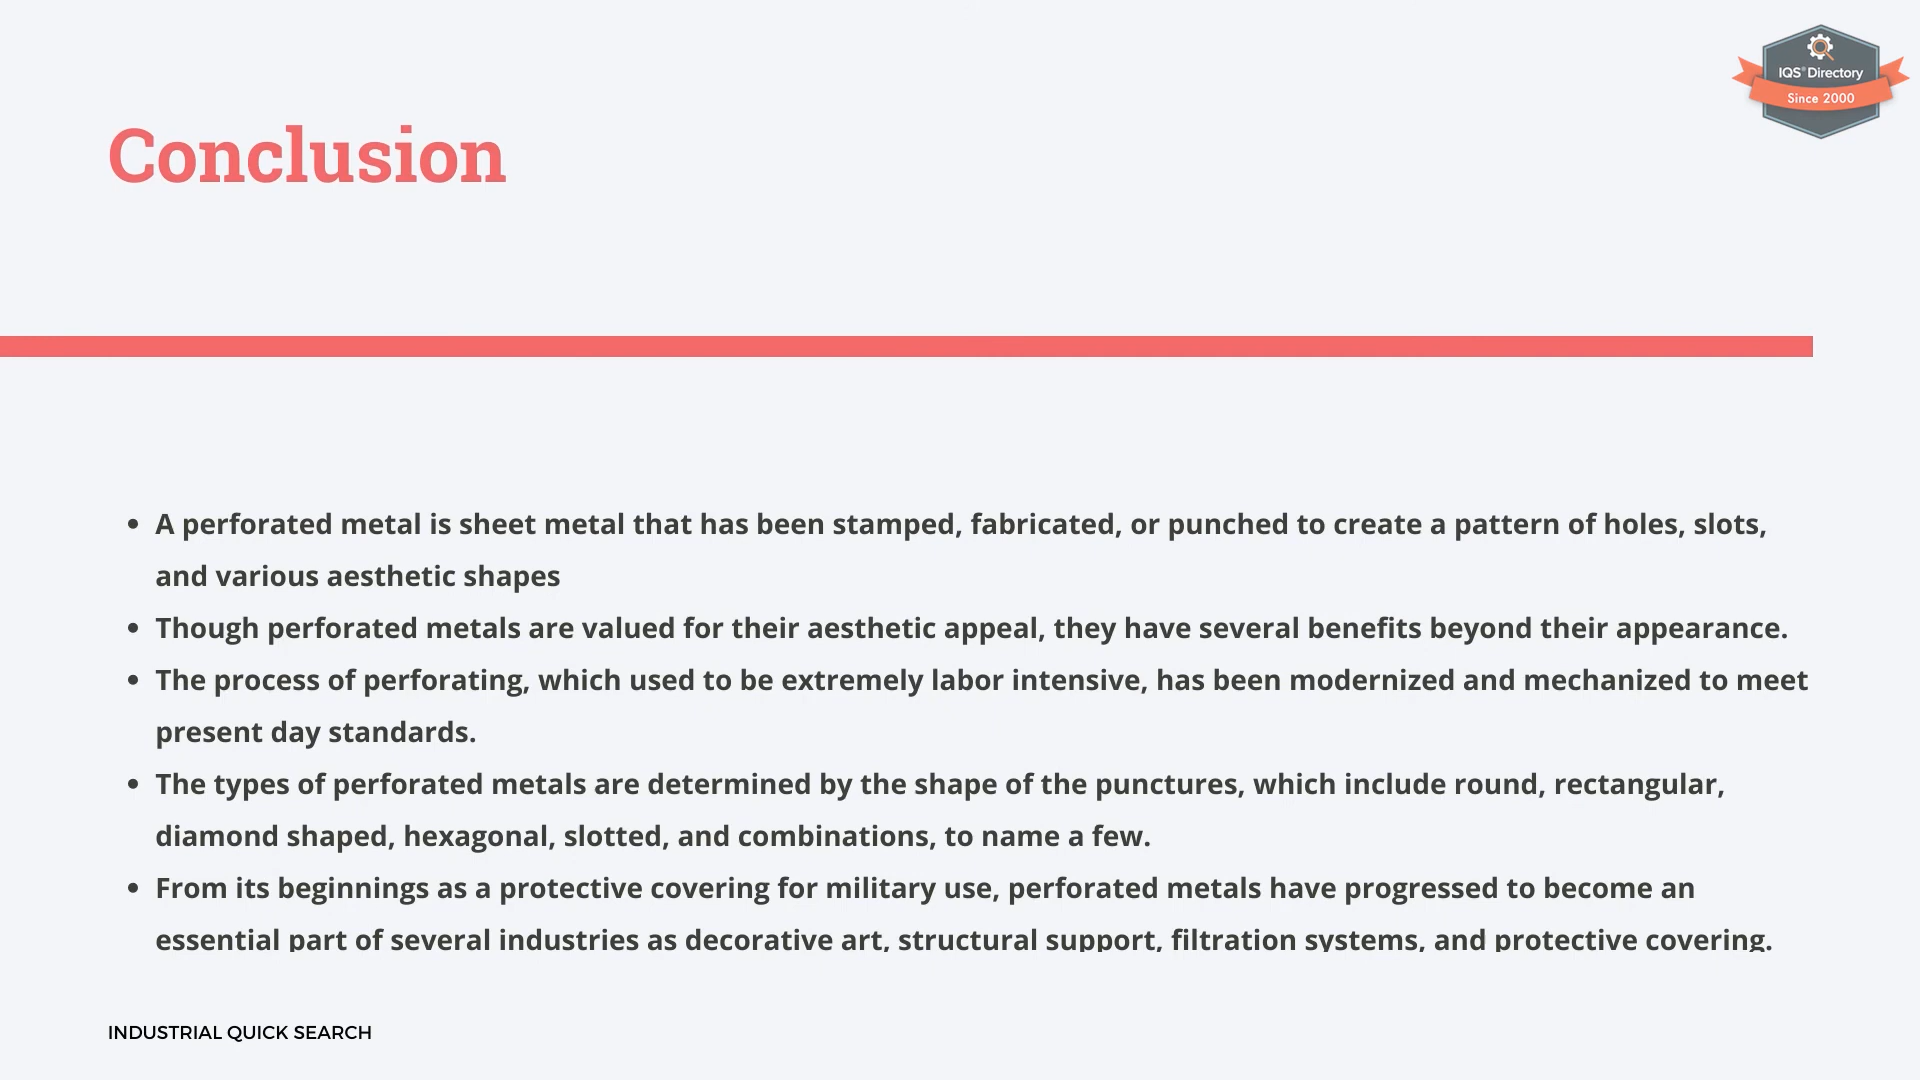 IQS® Directory
Since 2000
Conclusion
• A perforated metal is sheet metal that has been stamped, fabricated, or punched to create a pattern of holes, slots,
and various aesthetic shapes
• Though perforated metals are valued for their aesthetic appeal, they have several benefits beyond their appearance.
• The process of perforating, which used to be extremely labor intensive, has been modernized and mechanized to meet
present day standards.
• The types of perforated metals are determined by the shape of the punctures, which include round, rectangular,
diamond shaped, hexagonal, slotted, and combinations, to name a few.
• From its beginnings as a protective covering for military use, perforated metals have progressed to become an
essential part of several industries as decorative art, structural support, filtration systems, and protective covering.
INDUSTRIAL QUICK SEARCH